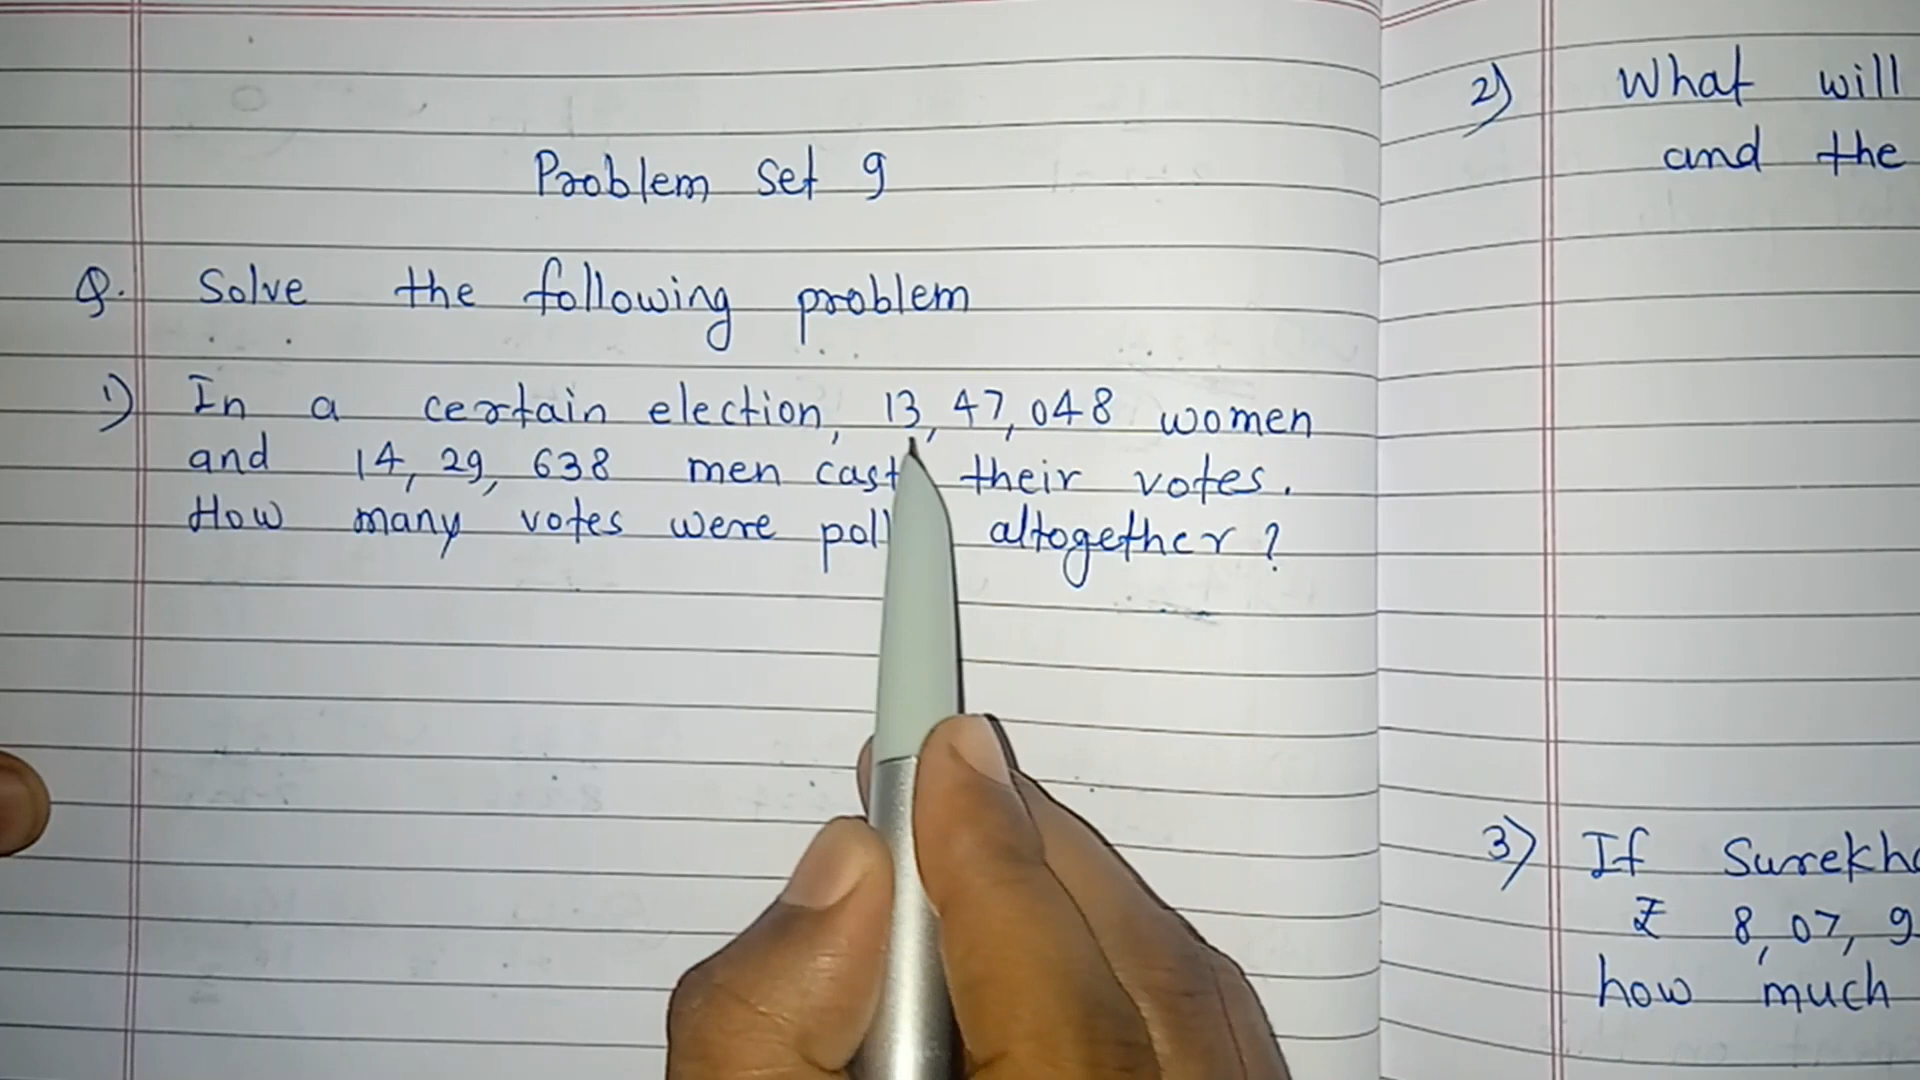 Problem Set 9
Q. Solve the following problem
1) In a certain election, 13,47,048 women
and 14,29,638 men cast their votes.
How many votes were altogether?
2) What will
and the
3) If
₹ 8,07,9
how much